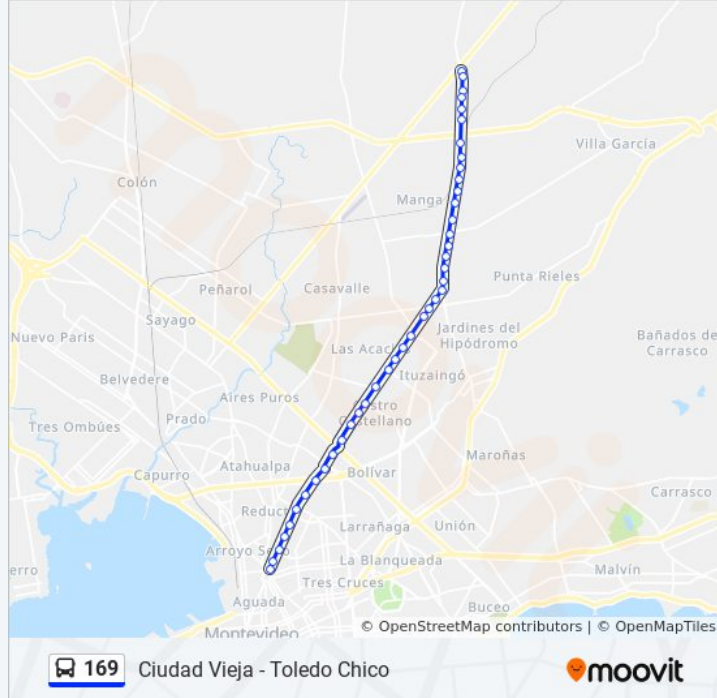 Villa García
Colón
Manga
Punta Rieles
Peñarol
Casavalle
Sayago
Nuevo París
Jardines del
Hipódromo
Bañados de
Carrasco
Las Acacias
Belvedere
Ituzaingó
Aires Puros
Prado
Castro
Castellano
Tres Ombúes
Maroñas
Atahualpa
Capurro
Bolívar
Carrasco
Reducto
Larrañaga
Unión
Arroyo Seco
La Blanqueada
Malvín
erro
Tres Cruces
Aguada
Buceo
Montevideo
© OpenStreetMap contributors | © OpenMapTiles
169 Ciudad Vieja - Toledo Chico
moovit